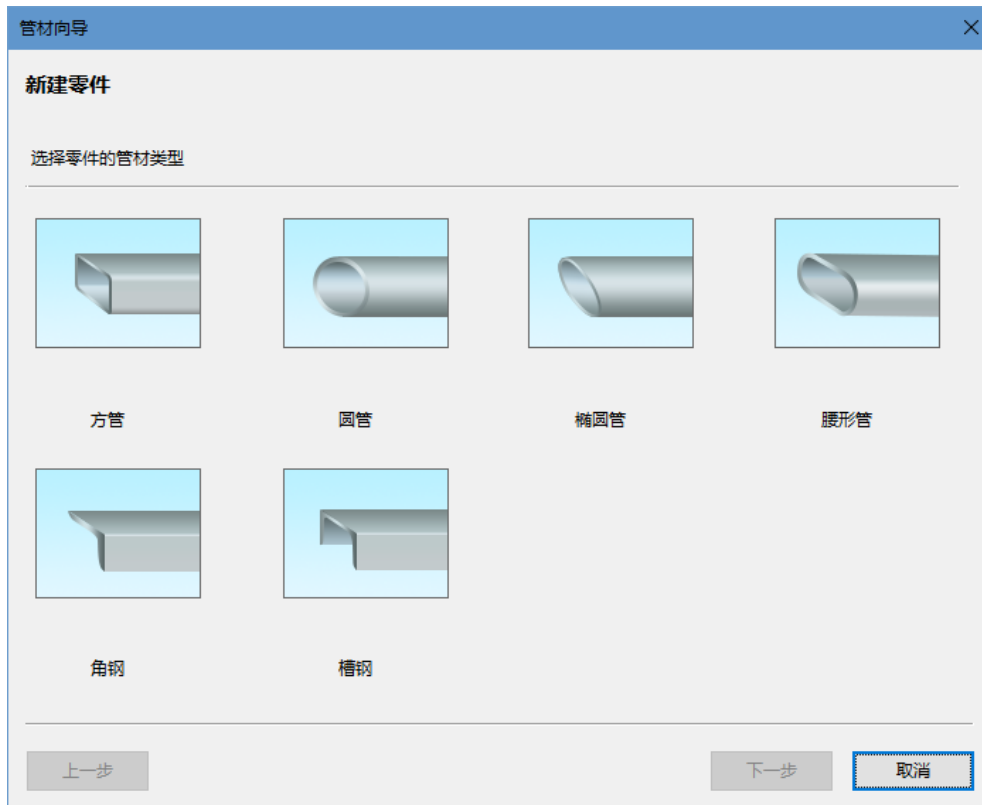 管材向导
新建零件
选择零件的管材类型
方管
圆管
椭圆管
腰形管
角钢
槽钢
上一步
下一步
取消